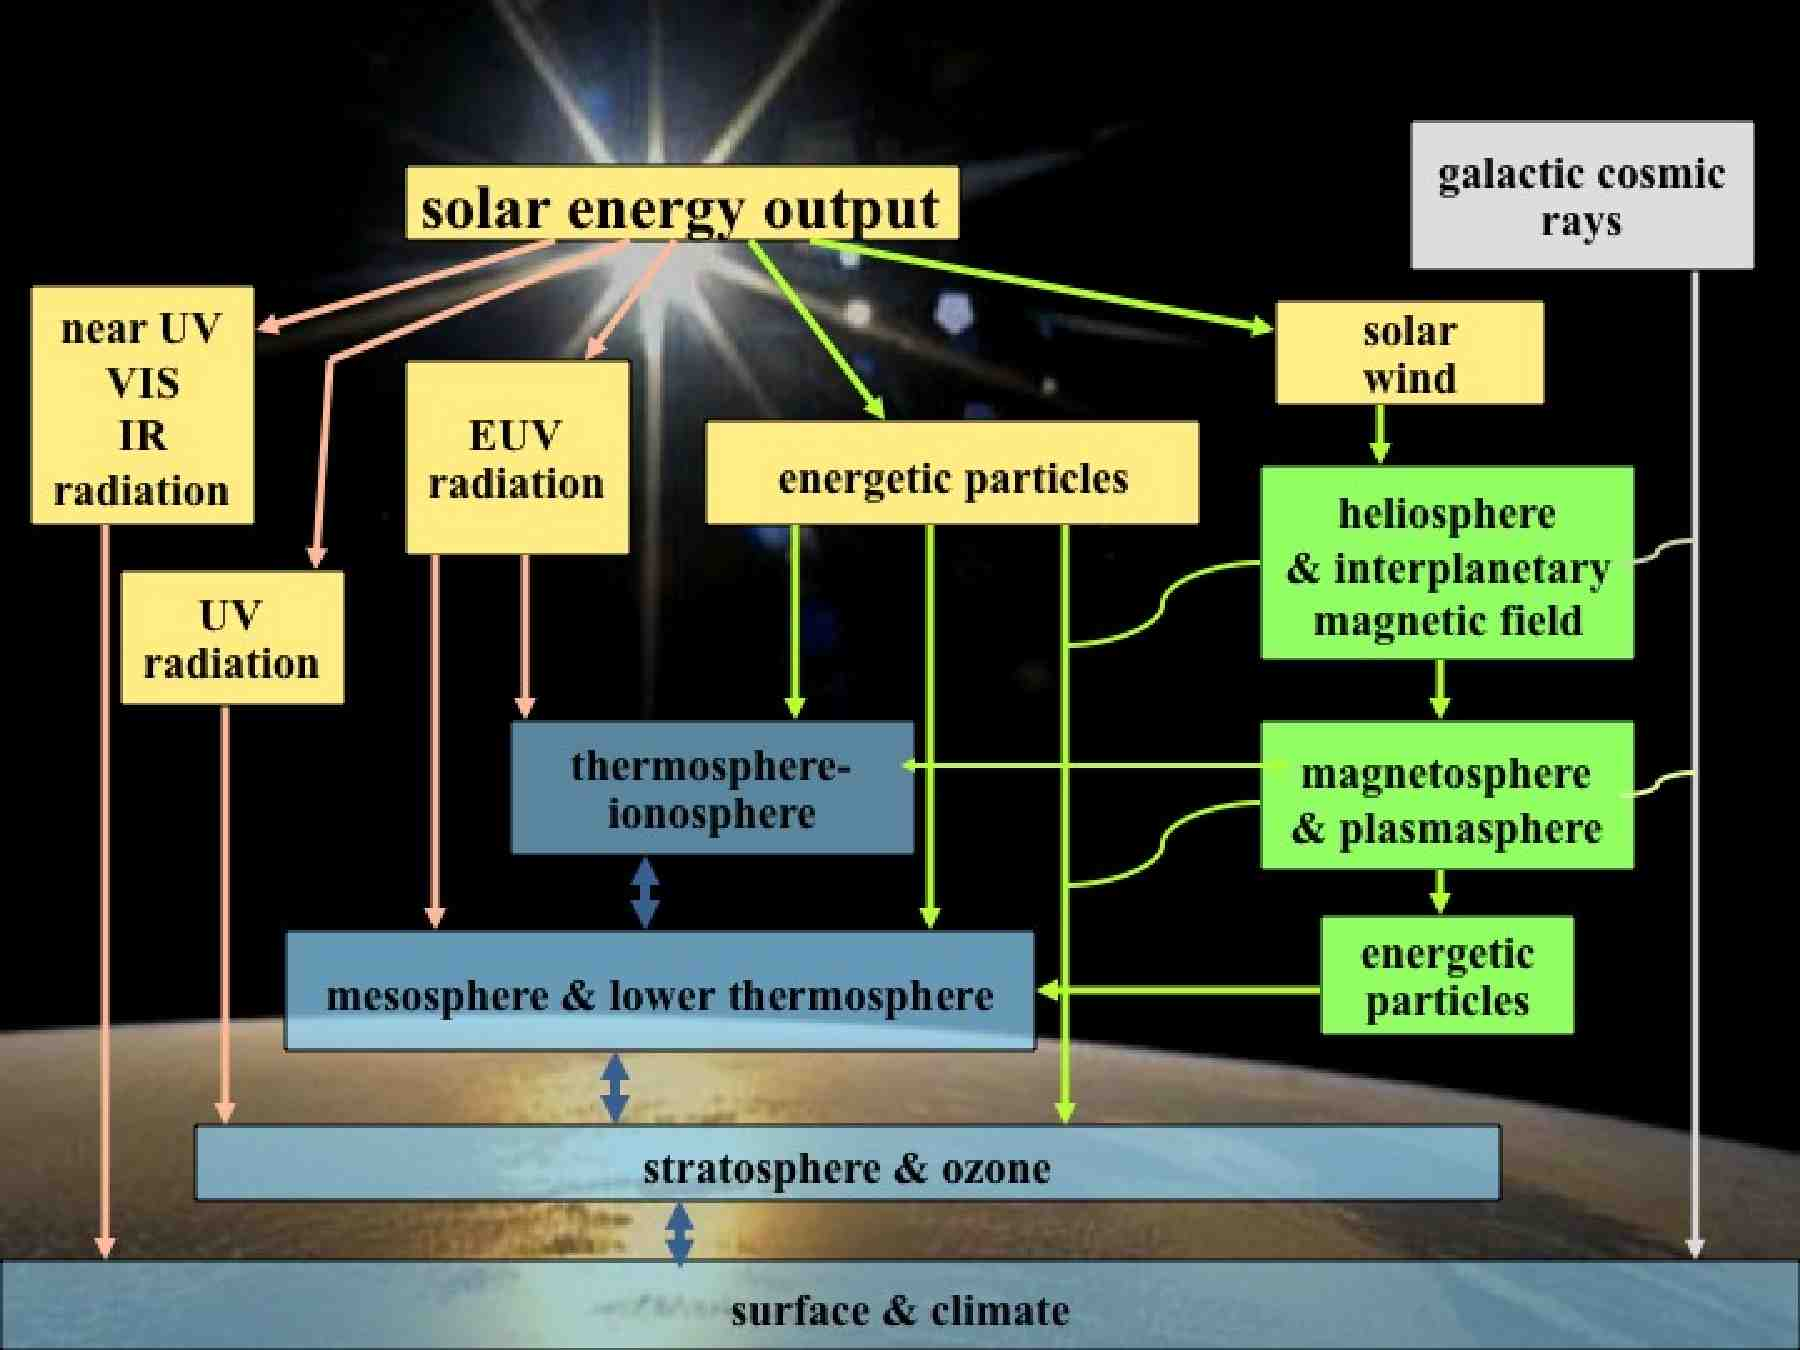 solar energy output
galactic cosmic
rays
near UV
VIS
IR
radiation
solar
wind
EUV
radiation
energetic particles
heliosphere
& interplanetary
magnetic field
UV
radiation
thermosphere-
ionosphere
magnetosphere
& plasmasphere
energetic
particles
mesosphere & lower thermosphere
stratosphere & ozone
surface & climate